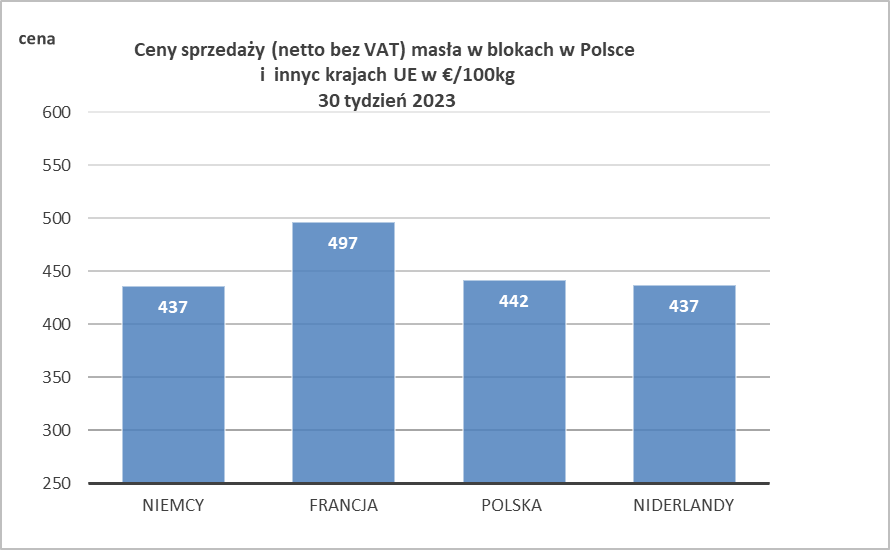 cena
Ceny sprzedaży (netto bez VAT) masła w blokach w Polsce
i innyc krajach UE w €/100kg
30 tydzień 2023
600
550
500
450
400
350
300
250
437
497
442
437
NIEMCY
FRANCJA
POLSKA
NIDERLANDY